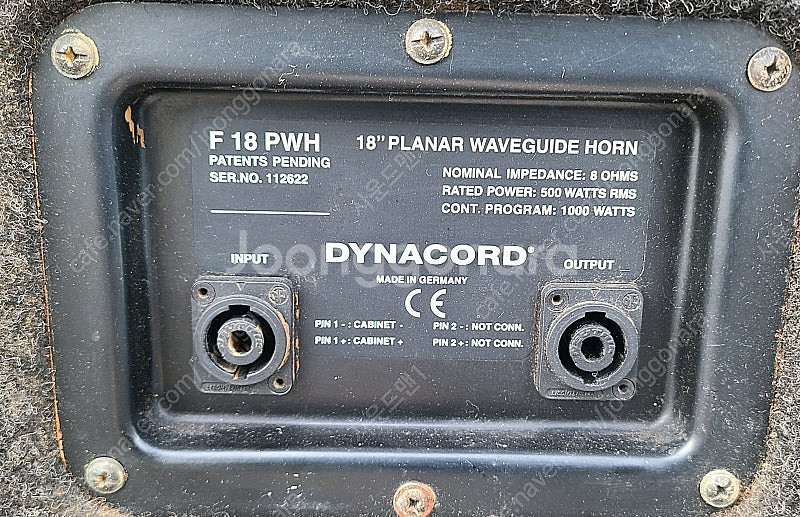 F 18 PWH
PATENTS PENDING
SER.NO. 112622
18" PLANAR WAVEGUIDE HORN
NOMINAL IMPEDANCE: 8 OHMS
RATED POWER: 500 WATTS RMS
CONT. PROGRAM: 1000 WATTS
INPUT
DYNACORD®
OUTPUT
Joonggonara
MADE IN GERMANY
CE
PIN 1 - : CABINET - PIN 2 - : NOT CONN.
PIN 1 + : CABINET + PIN 2 + : NOT CONN.